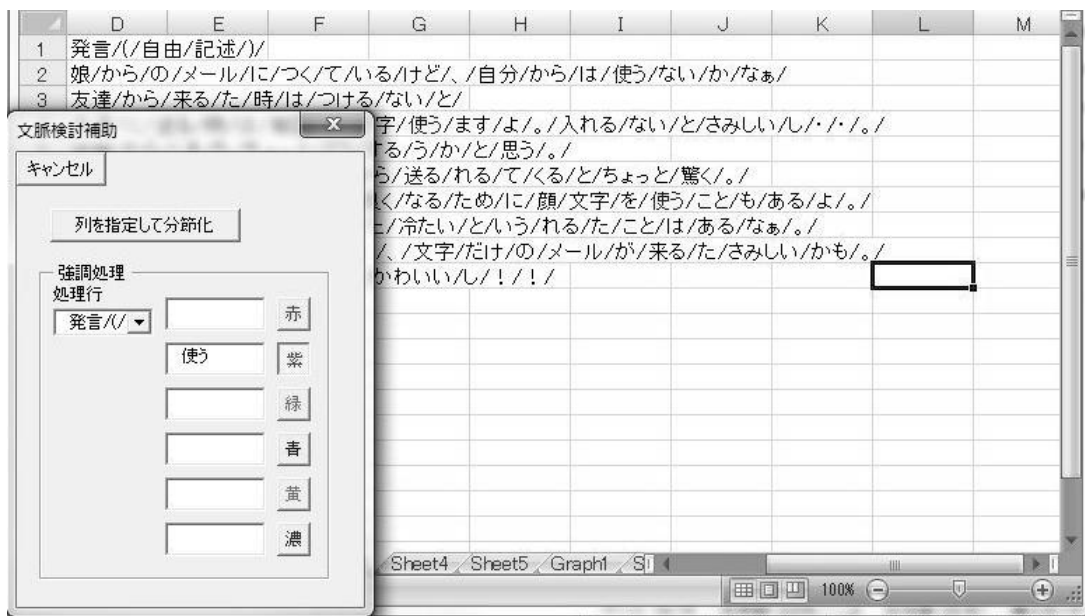 D E F G H I J K L M
1 発言/(/自由/記述/)/
2 娘/から/の/メール/に/つく/て/いる/けど/、/自分/から/は/使う/ない/か/なぁ/
3 友達/から/来る/た/時/は/つける/ない/と/
文脈検討補助
字/使う/ます/よ/。/入れる/ない/と/さみしい/し/・/・/。/
する/う/か/と/思う/。/
キャンセル
ら/送る/れる/て/くる/と/ちょっと/驚く/。/
く/なる/ため/に/顔/文字/を/使う/こと/も/ある/よ/。/
列を指定して分節化
/冷たい/と/いう/れる/た/こと/は/ある/なぁ/。/
/、/文字/だけ/の/メール/が/来る/た/さみしい/かも/。/
かわいい/し/!/!/
強調処理
処理行
発言/(/
赤
使う
紫
緑
青
黄
濃
Sheet4 Sheet5 Graph1 S
100%